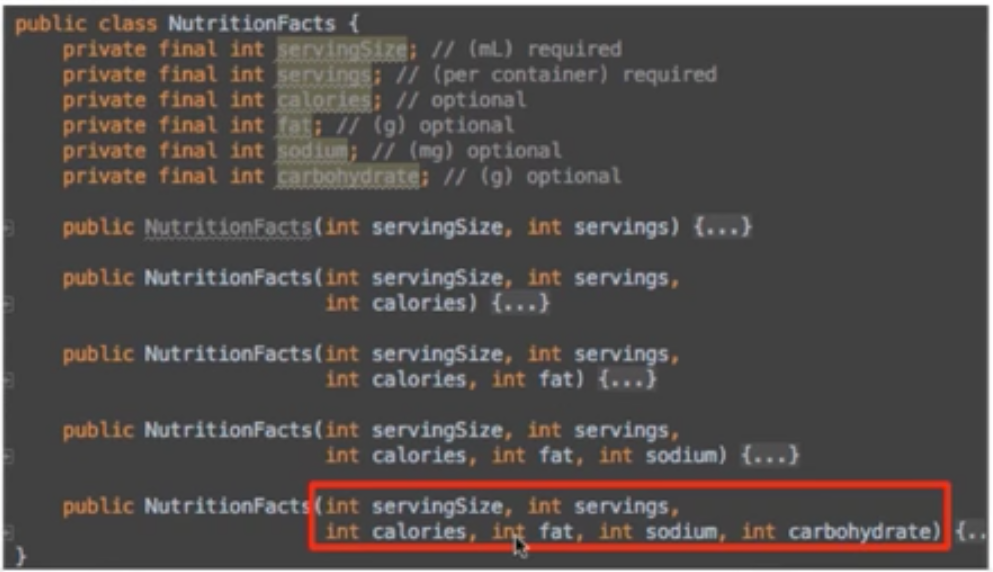 public class NutritionFacts {
private final int servingSize; // (mL) required
private final int servings; // (per container) required
private final int calories; // optional
private final int fat; // (g) optional
private final int sodium; // (mg) optional
private final int carbohydrate; // (g) optional
public NutritionFacts(int servingSize, int servings) {...}
public NutritionFacts(int servingSize, int servings,
int calories) {...}
public NutritionFacts(int servingSize, int servings,
int calories, int fat) {...}
public NutritionFacts(int servingSize, int servings,
int calories, int fat, int sodium) {...}
public NutritionFacts(int servingSize, int servings,
int calories, int fat, int sodium, int carbohydrate) {..
}